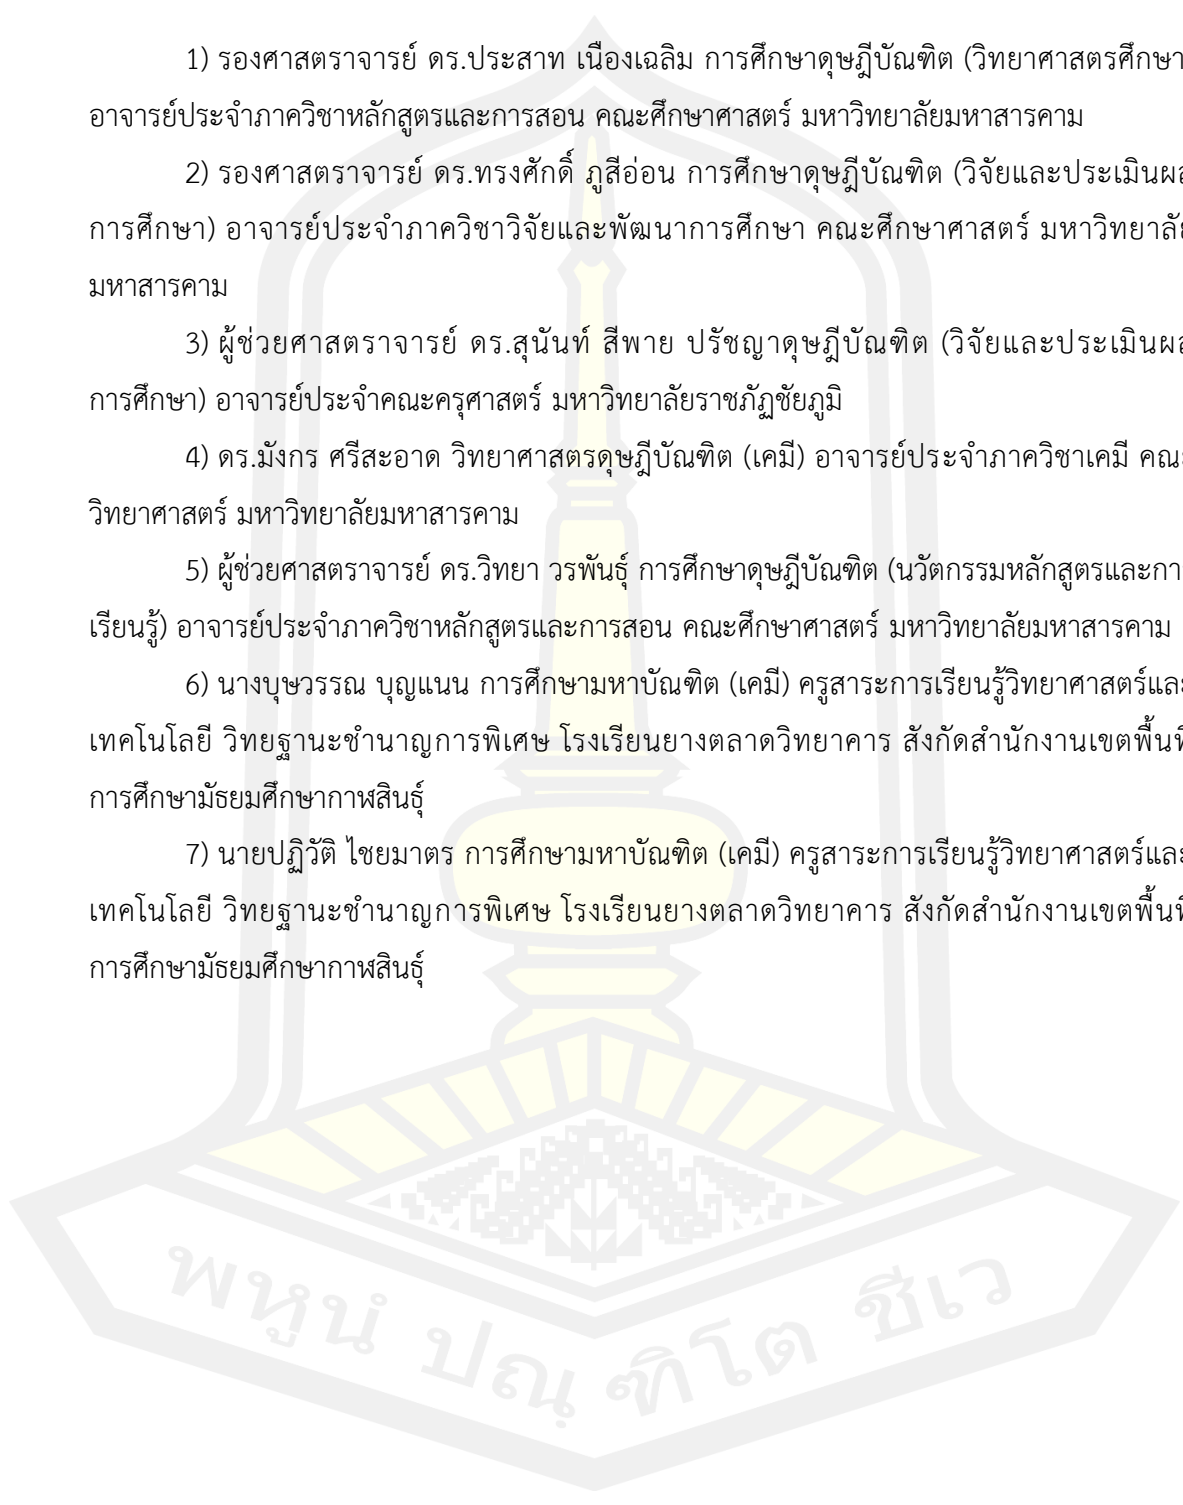 1) รองศาสตราจารย์ ดร.ประสาท เนืองเฉลิม การศึกษาดุษฎีบัณฑิต (วิทยาศาสตรศึกษา
อาจารย์ประจำภาควิชาหลักสูตรและการสอน คณะศึกษาศาสตร์ มหาวิทยาลัยมหาสารคาม
2) รองศาสตราจารย์ ดร.ทรงศักดิ์ ภูสีอ่อน การศึกษาดุษฎีบัณฑิต (วิจัยและประเมินผล
การศึกษา) อาจารย์ประจำภาควิชาวิจัยและพัฒนาการศึกษา คณะศึกษาศาสตร์ มหาวิทยาลัย
มหาสารคาม
3) ผู้ช่วยศาสตราจารย์ ดร.สุนันท์ สีพาย ปรัชญาดุษฎีบัณฑิต (วิจัยและประเมินผล
การศึกษา) อาจารย์ประจำคณะครุศาสตร์ มหาวิทยาลัยราชภัฏชัยภูมิ
4) ดร.มังกร ศรีสะอาด วิทยาศาสตรดุษฎีบัณฑิต (เคมี) อาจารย์ประจำภาควิชาเคมี คณะ
วิทยาศาสตร์ มหาวิทยาลัยมหาสารคาม
5) ผู้ช่วยศาสตราจารย์ ดร.วิทยา วรพันธุ์ การศึกษาดุษฎีบัณฑิต (นวัตกรรมหลักสูตรและกา
เรียนรู้) อาจารย์ประจำภาควิชาหลักสูตรและการสอน คณะศึกษาศาสตร์ มหาวิทยาลัยมหาสารคาม
6) นางบุษวรรณ บุญแนน การศึกษามหาบัณฑิต (เคมี) ครูสาระการเรียนรู้วิทยาศาสตร์และ
เทคโนโลยี วิทยฐานะชำนาญการพิเศษ โรงเรียนยางตลาดวิทยาคาร สังกัดสำนักงานเขตพื้นที่
การศึกษามัธยมศึกษากาฬสินธุ์
7) นายปฏิวัติ ไชยมาตร การศึกษามหาบัณฑิต (เคมี) ครูสาระการเรียนรู้วิทยาศาสตร์และ
เทคโนโลยี วิทยฐานะชำนาญการพิเศษ โรงเรียนยางตลาดวิทยาคาร สังกัดสำนักงานเขตพื้นที่
การศึกษามัธยมศึกษากาฬสินธุ์
พหูนํ ปณฺฑิโต ชีเว